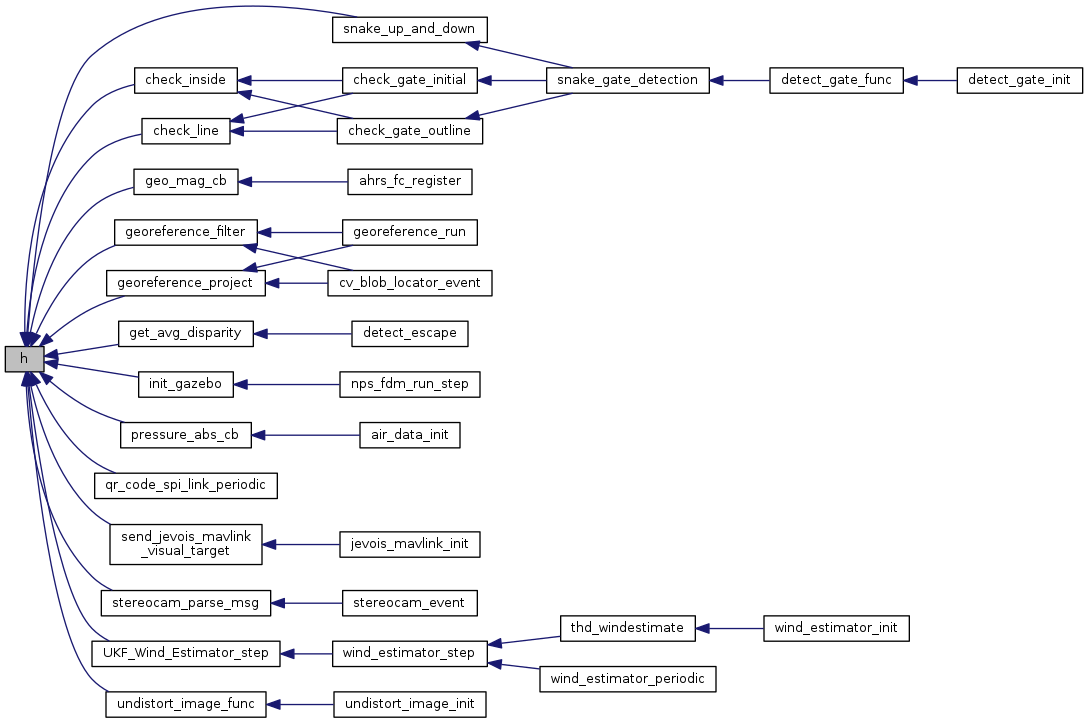 h
snake_up_and_down
check_inside
check_gate_initial
snake_gate_detection
detect_gate_func
detect_gate_init
check_line
check_gate_outline
geo_mag_cb
ahrs_fc_register
georeference_filter
georeference_run
georeference_project
cv_blob_locator_event
get_avg_disparity
detect_escape
init_gazebo
nps_fdm_run_step
pressure_abs_cb
air_data_init
qr_code_spi_link_periodic
send_jevois_mavlink
_visual_target
jevois_mavlink_init
stereocam_parse_msg
stereocam_event
UKF_Wind_Estimator_step
wind_estimator_step
thd_windestimate
wind_estimator_init
wind_estimator_periodic
undistort_image_func
undistort_image_init